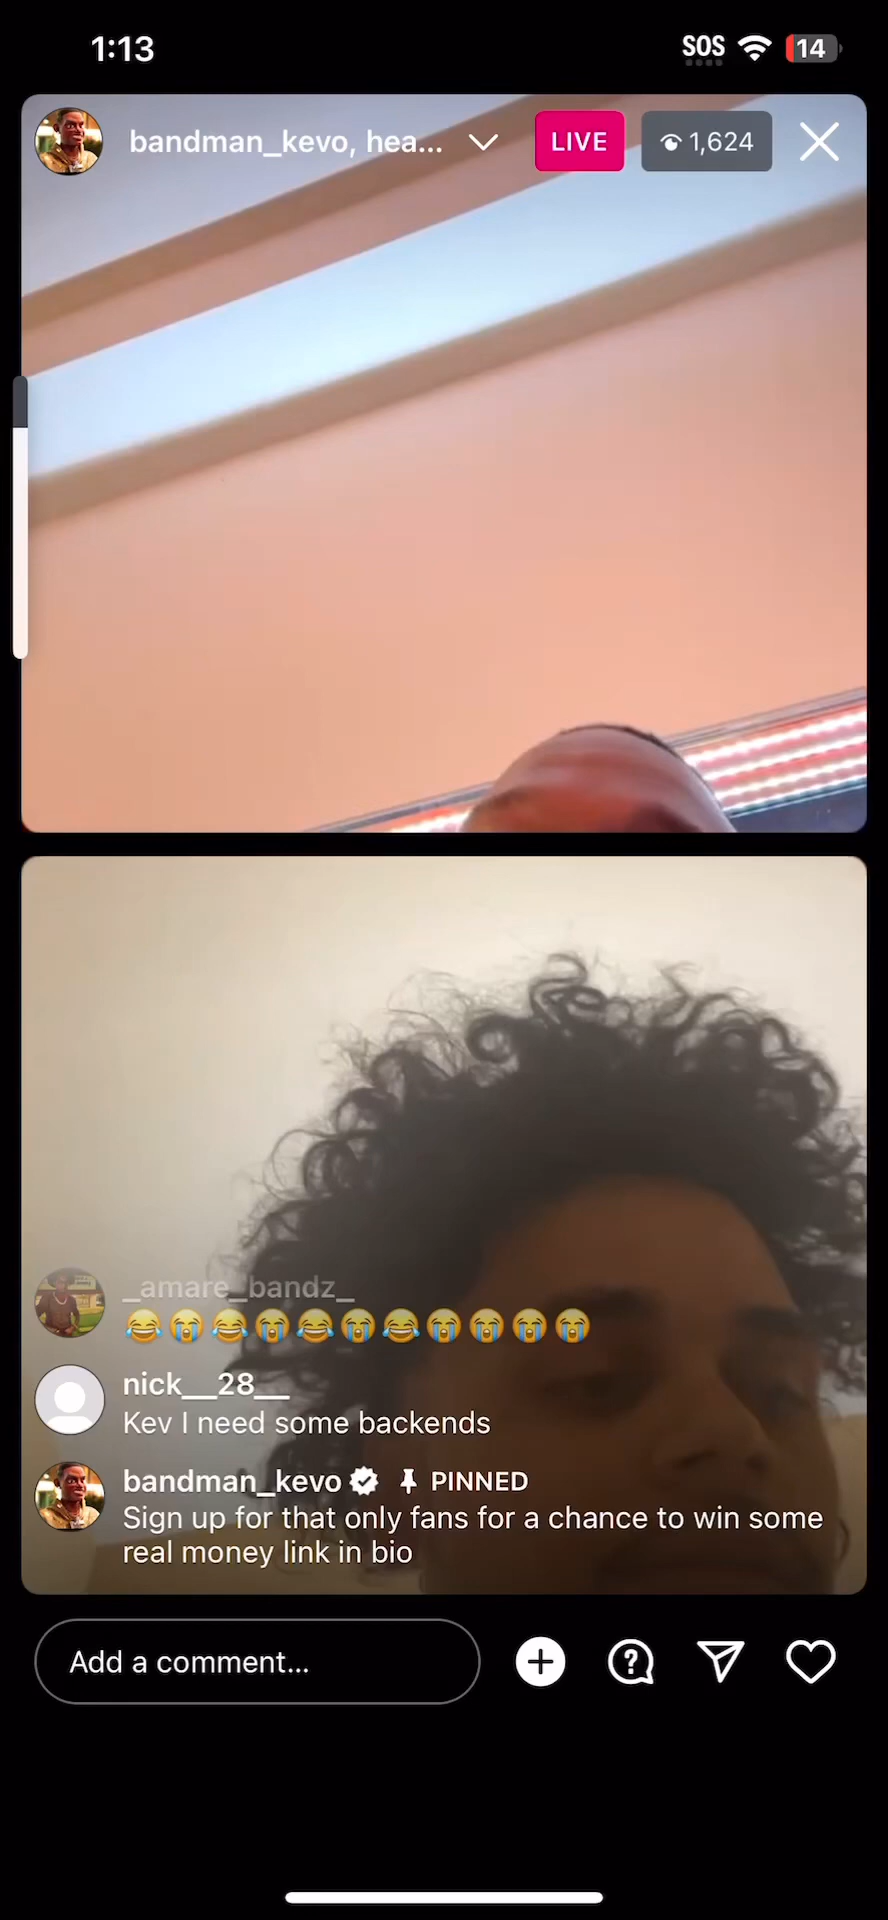 1:13
SOS
14
bandman_kevo, hea...
LIVE
1,624
_amare_bandz_
😂😭😂😭😂😭😂😭😭😭😭
nick__28__
Kev I need some backends
bandman_kevo PINNED
Sign up for that only fans for a chance to win some
real money link in bio
Add a comment...